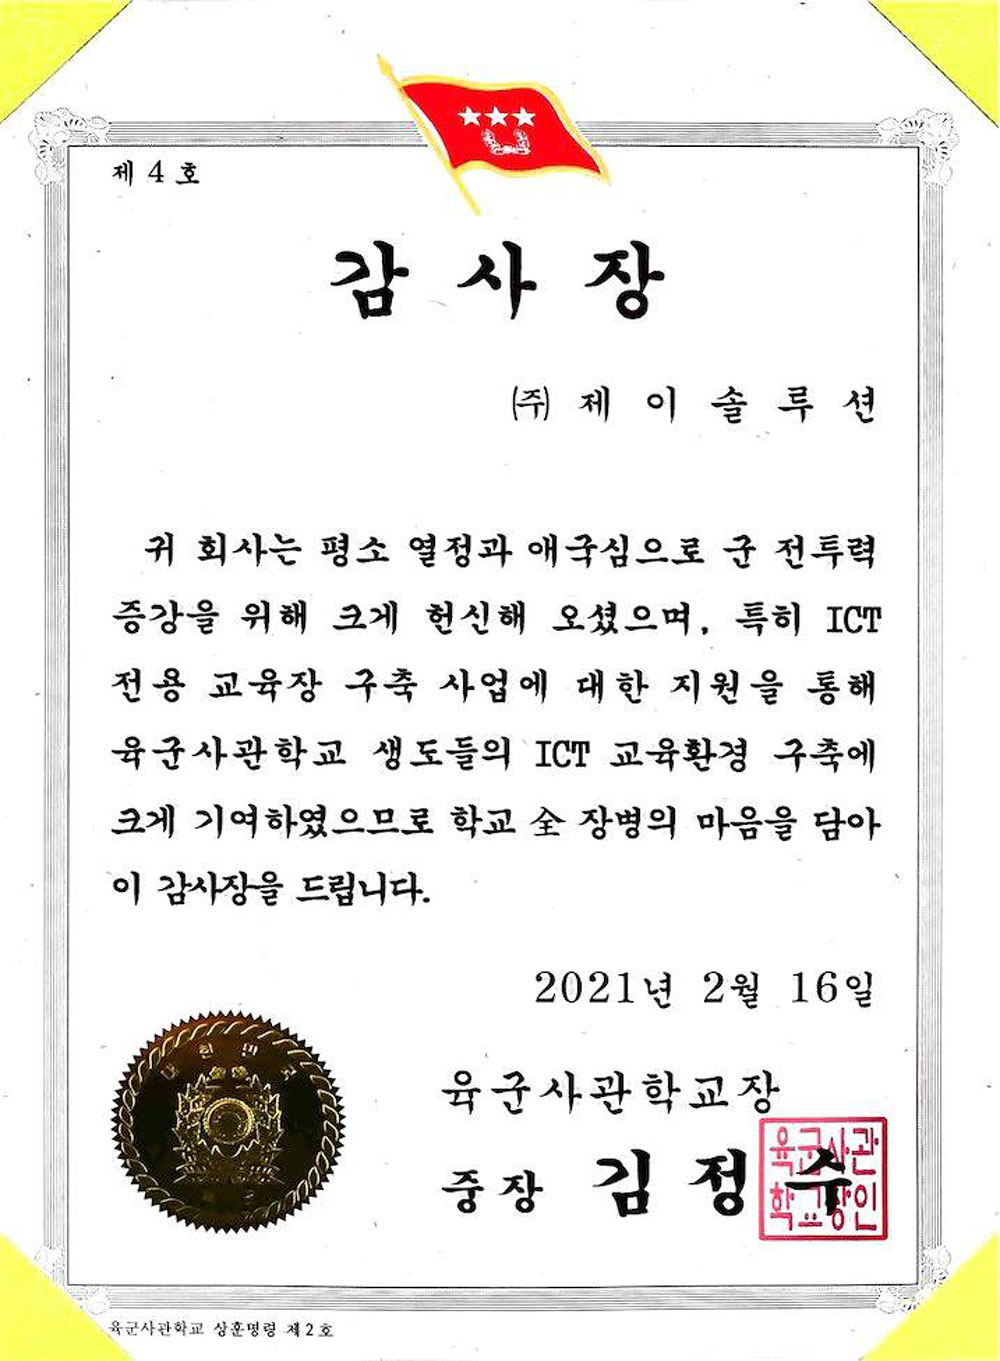 제 4 호
감 사 장
㈜ 제 이 솔 루 션
귀 회사는 평소 열정과 애국심으로 군 전투력
증강을 위해 크게 헌신해 오셨으며, 특히 ICT
전용 교육장 구축 사업에 대한 지원을 통해
육군사관학교 생도들의 ICT 교육환경 구축에
크게 기여하였으므로 학교 全 장병의 마음을 담아
이 감사장을 드립니다.
2021년 2월 16일
육군사관학교장
중장 김 정 수
육군사관
학교장인
육군사관학교 상훈명령 제2호